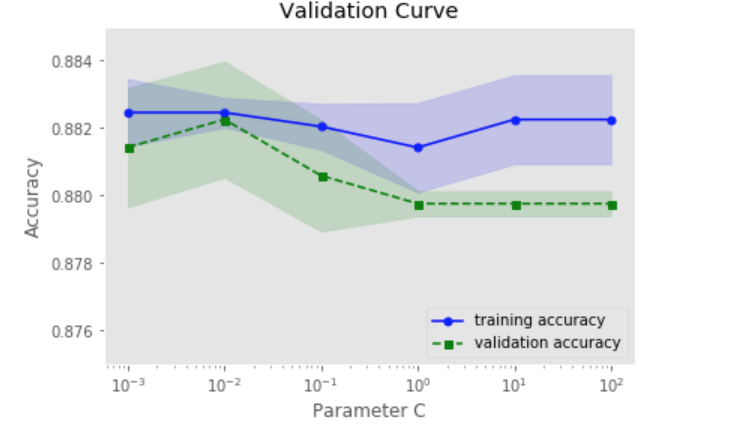 Validation Curve
0.884
0.882
0.880
0.878
0.876
Accuracy
training accuracy
validation accuracy
10⁻³ 10⁻² 10⁻¹ 10⁰ 10¹ 10²
Parameter C